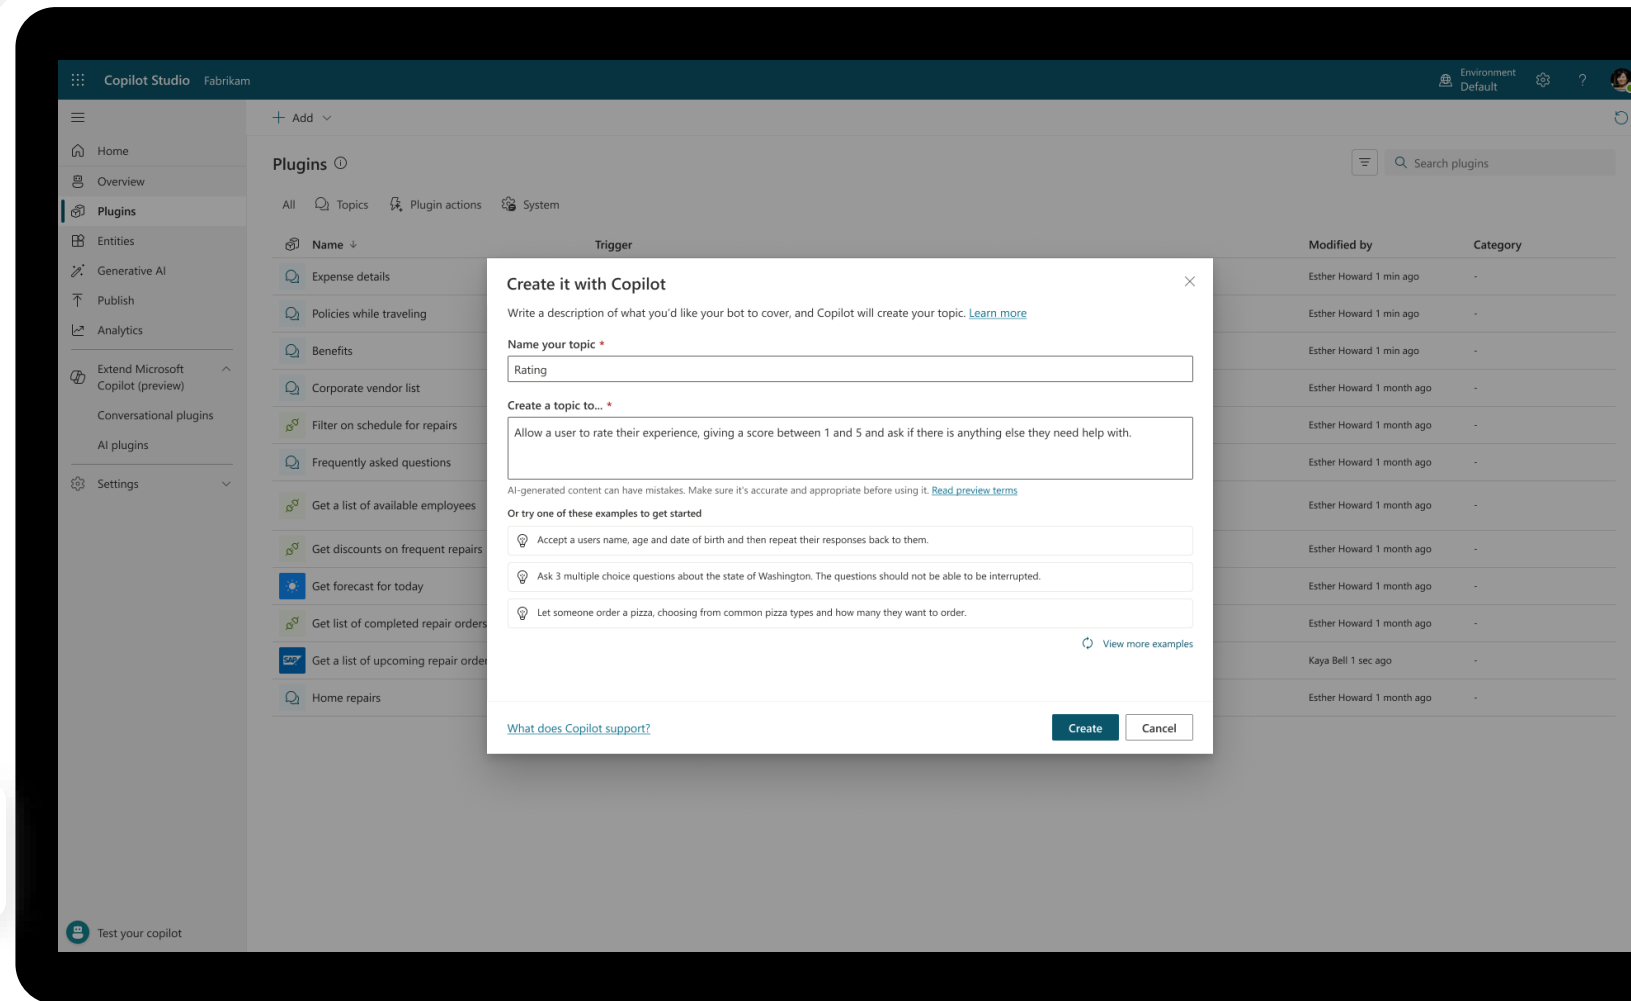 Copilot Studio Fabrikam
Environment
Default
?
Add
Home
Overview
Plugins
Entities
Generative AI
Publish
Analytics
Extend Microsoft
Copilot (preview)
Conversational plugins
AI plugins
Settings
Test your copilot
Plugins
Search plugins
All Topics Plugin actions System
Name Trigger Modified by Category
Expense details Esther Howard 1 min ago -
Policies while traveling Esther Howard 1 min ago -
Benefits Esther Howard 1 min ago -
Corporate vendor list Esther Howard 1 month ago -
Filter on schedule for repairs Esther Howard 1 month ago -
Frequently asked questions Esther Howard 1 month ago -
Get a list of available employees Esther Howard 1 month ago -
Get discounts on frequent repairs Esther Howard 1 month ago -
Get forecast for today Esther Howard 1 month ago -
Get list of completed repair orders Esther Howard 1 month ago -
SAP Get a list of upcoming repair order Kaya Bell 1 sec ago -
Home repairs Esther Howard 1 month ago -
Create it with Copilot
Write a description of what you'd like your bot to cover, and Copilot will create your topic. Learn more
Name your topic *
Rating
Create a topic to... *
Allow a user to rate their experience, giving a score between 1 and 5 and ask if there is anything else they need help with.
AI-generated content can have mistakes. Make sure it's accurate and appropriate before using it. Read preview terms
Or try one of these examples to get started
Accept a users name, age and date of birth and then repeat their responses back to them.
Ask 3 multiple choice questions about the state of Washington. The questions should not be able to be interrupted.
Let someone order a pizza, choosing from common pizza types and how many they want to order.
View more examples
What does Copilot support?
Create
Cancel